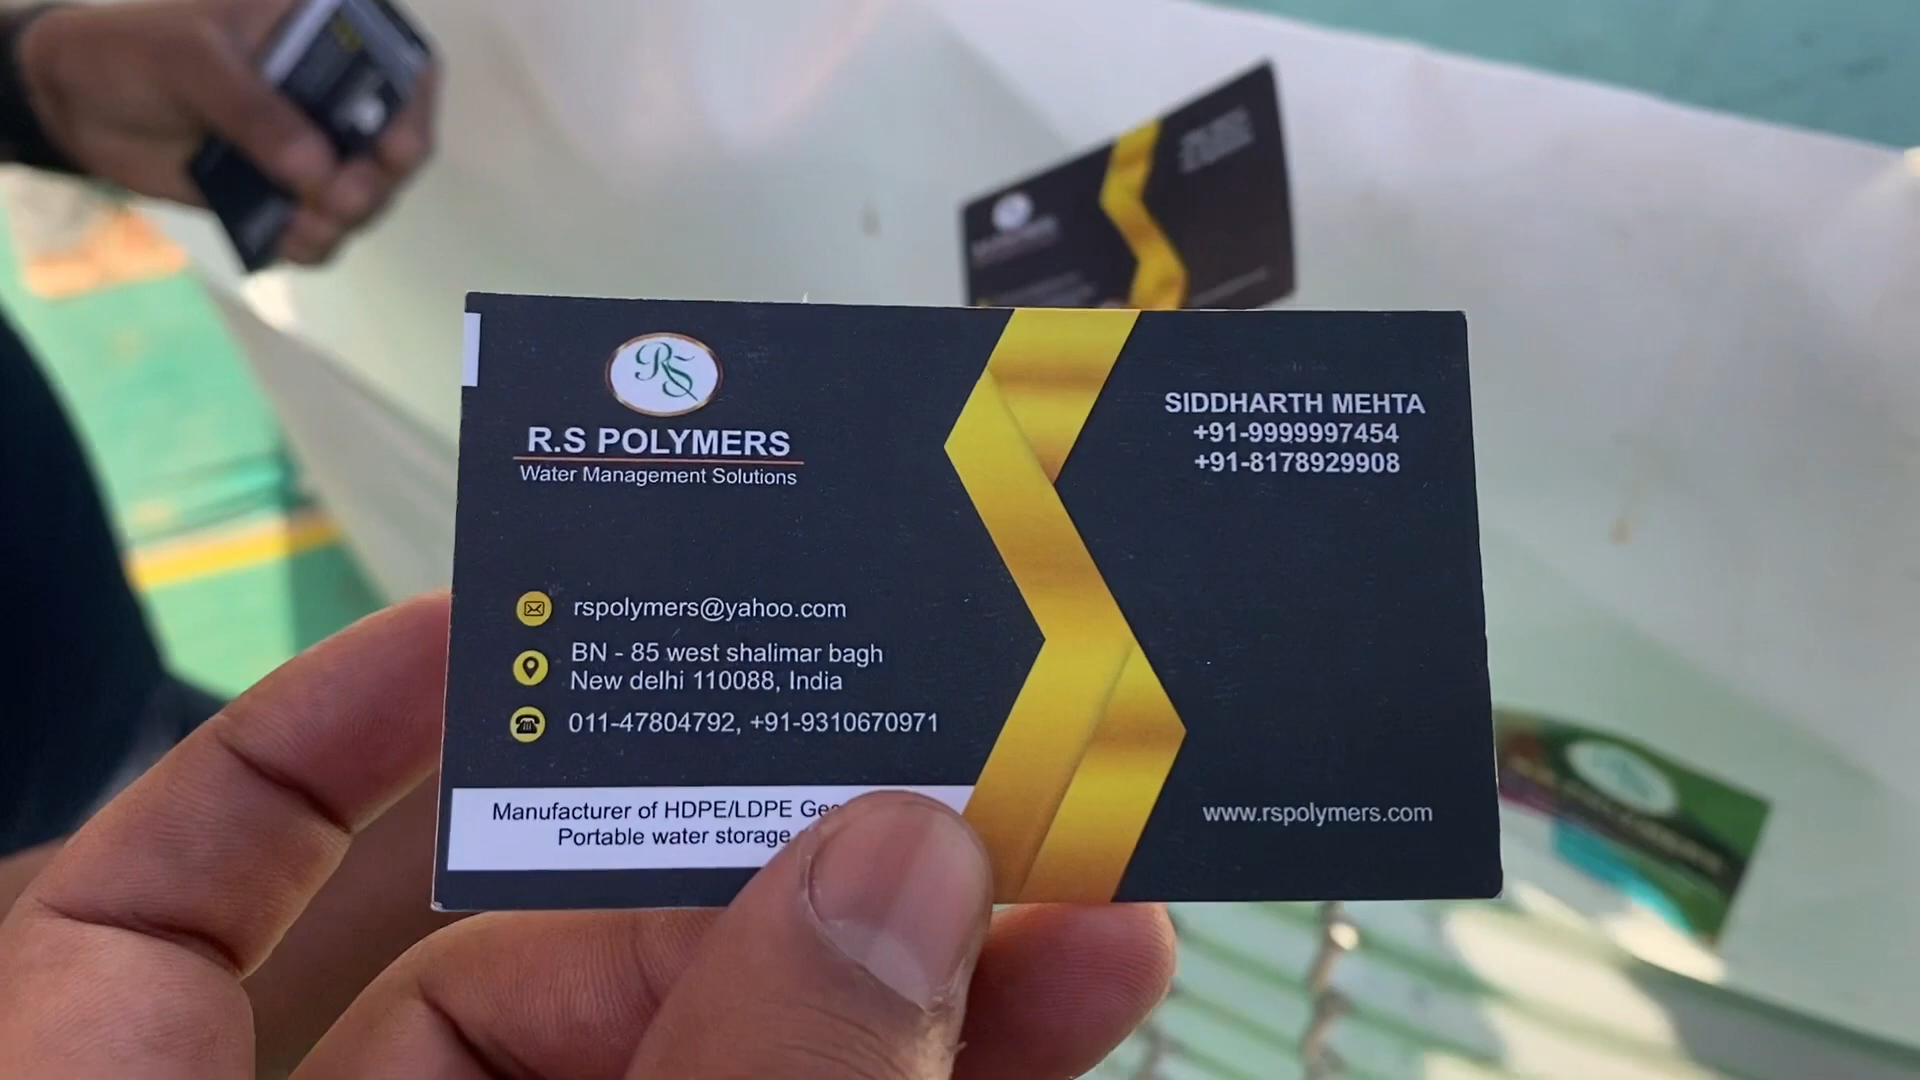 RS
R.S POLYMERS
Water Management Solutions
rspolymers@yahoo.com
BN - 85 west shalimar bagh
New delhi 110088, India
011-47804792, +91-9310670971
Manufacturer of HDPE/LDPE
Portable water storage
SIDDHARTH MEHTA
+91-9999997454
+91-8178929908
www.rspolymers.com